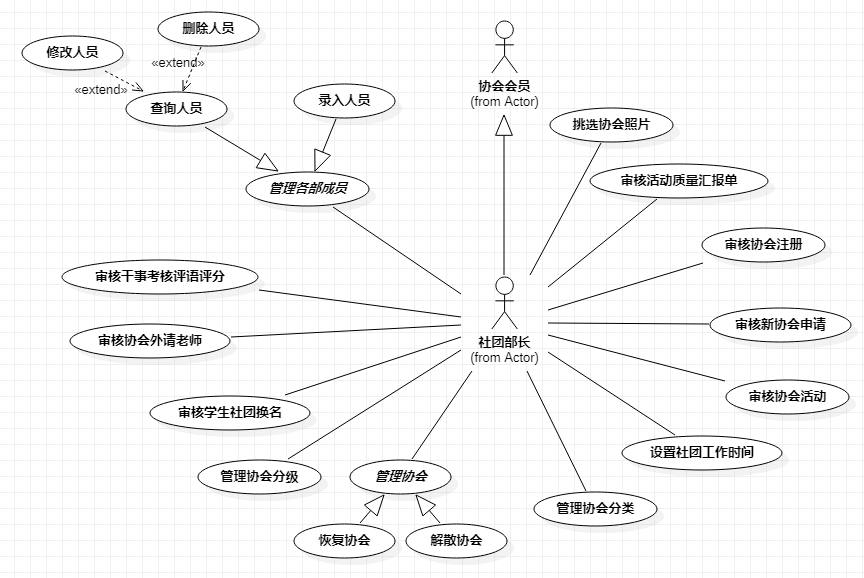 删除人员
修改人员
«extend»
«extend»
查询人员
录入人员
协会会员
(from Actor)
挑选协会照片
管理各部成员
审核活动质量汇报单
审核协会注册
审核干事考核评语评分
审核新协会申请
审核协会外请老师
社团部长
(from Actor)
审核协会活动
审核学生社团换名
设置社团工作时间
管理协会分级
管理协会
管理协会分类
恢复协会
解散协会